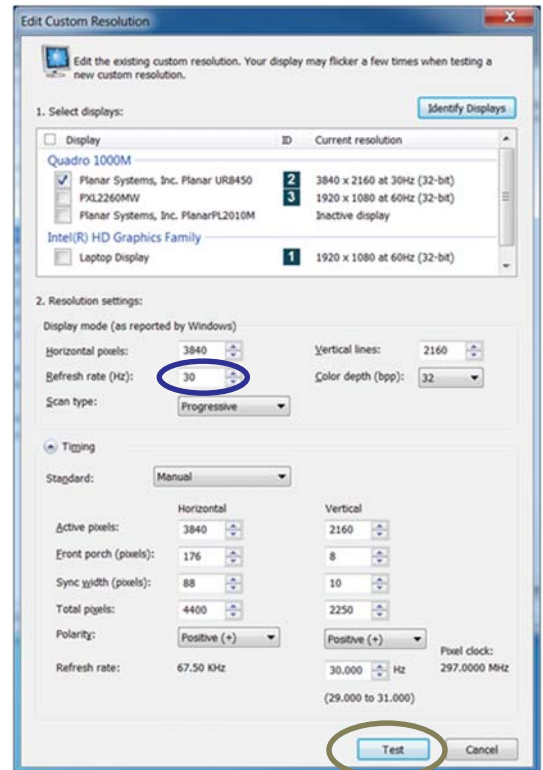 Edit Custom Resolution
Edit the existing custom resolution. Your display may flicker a few times when testing a
new custom resolution.
1. Select displays:
Identify Displays
Display ID Current resolution
Quadro 1000M
Planar Systems, Inc. Planar UR8450 2 3840 x 2160 at 30Hz (32-bit)
PXL2260MW 3 1920 x 1080 at 60Hz (32-bit)
Planar Systems, Inc. PlanarPL2010M Inactive display
Intel(R) HD Graphics Family
Laptop Display 1 1920 x 1080 at 60Hz (32-bit)
2. Resolution settings:
Display mode (as reported by Windows)
Horizontal pixels: 3840 Vertical lines: 2160
Refresh rate (Hz): 30 Color depth (bpp): 32
Scan type: Progressive
Timing
Standard: Manual
Horizontal Vertical
Active pixels: 3840 2160
Front porch (pixels): 176 8
Sync width (pixels): 88 10
Total pixels: 4400 2250
Polarity: Positive (+) Positive (+)
Pixel clock:
Refresh rate: 67.50 KHz 30.000 Hz 297.0000 MHz
(29.000 to 31.000)
Test Cancel